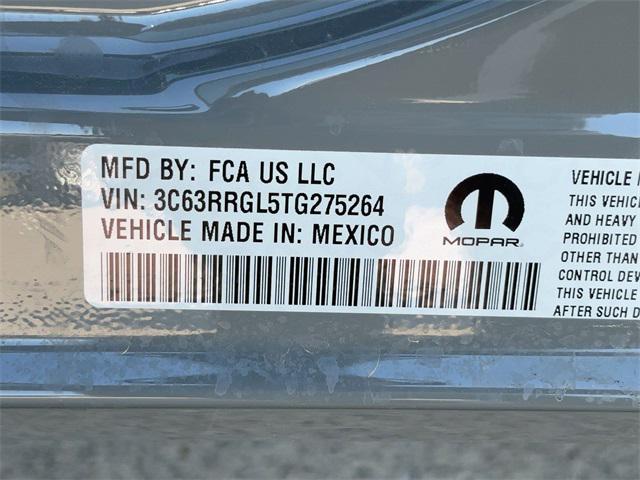 MFD BY: FCA US LLC
VIN: 3C63RRGL5TG275264
VEHICLE MADE IN: MEXICO
MOPAR
VEHICLE
THIS VEHICL
AND HEAVY
PROHIBITED
OTHER THAN
CONTROL DEV
THIS VEHICLE
AFTER SUCH D